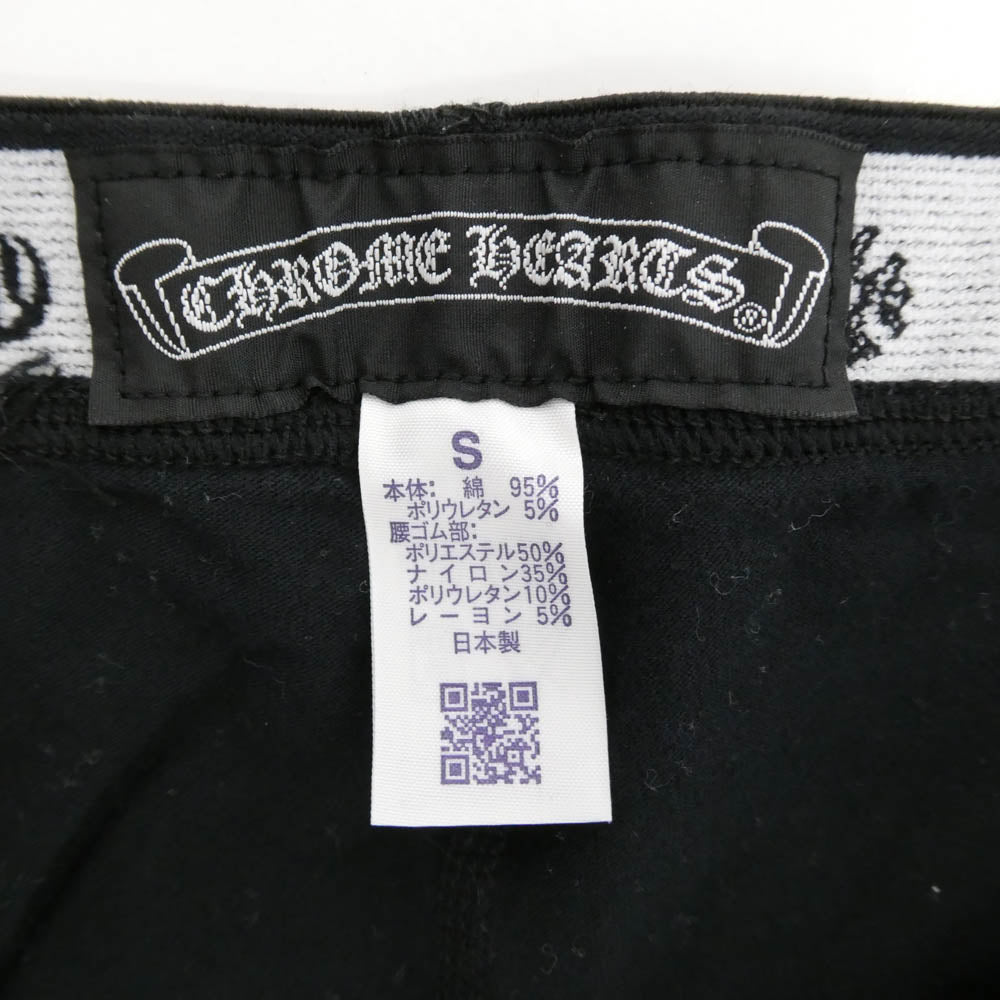 CHROME HEARTS®
S
本体: 綿 95%
ポリウレタン 5%
腰ゴム部:
ポリエステル50%
ナイロン35%
ポリウレタン10%
レーヨン 5%
日本製